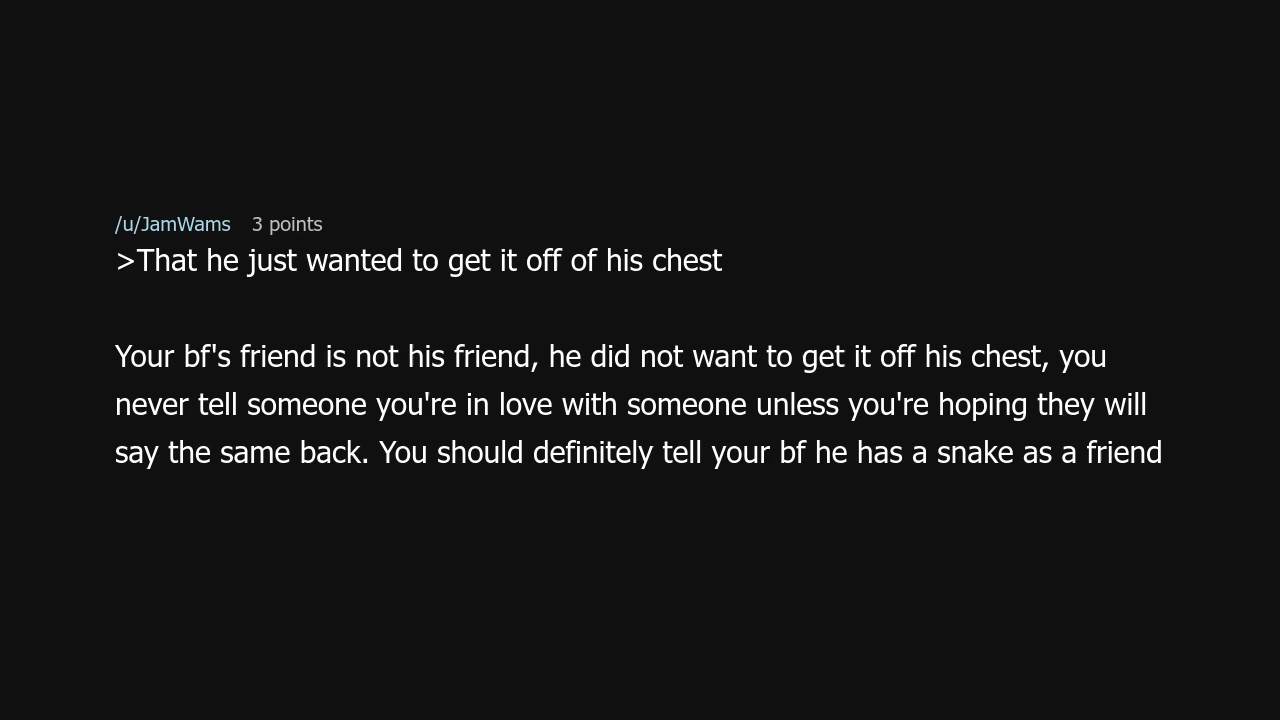 /u/JamWams 3 points
>That he just wanted to get it off of his chest
Your bf's friend is not his friend, he did not want to get it off his chest, you
never tell someone you're in love with someone unless you're hoping they will
say the same back. You should definitely tell your bf he has a snake as a friend